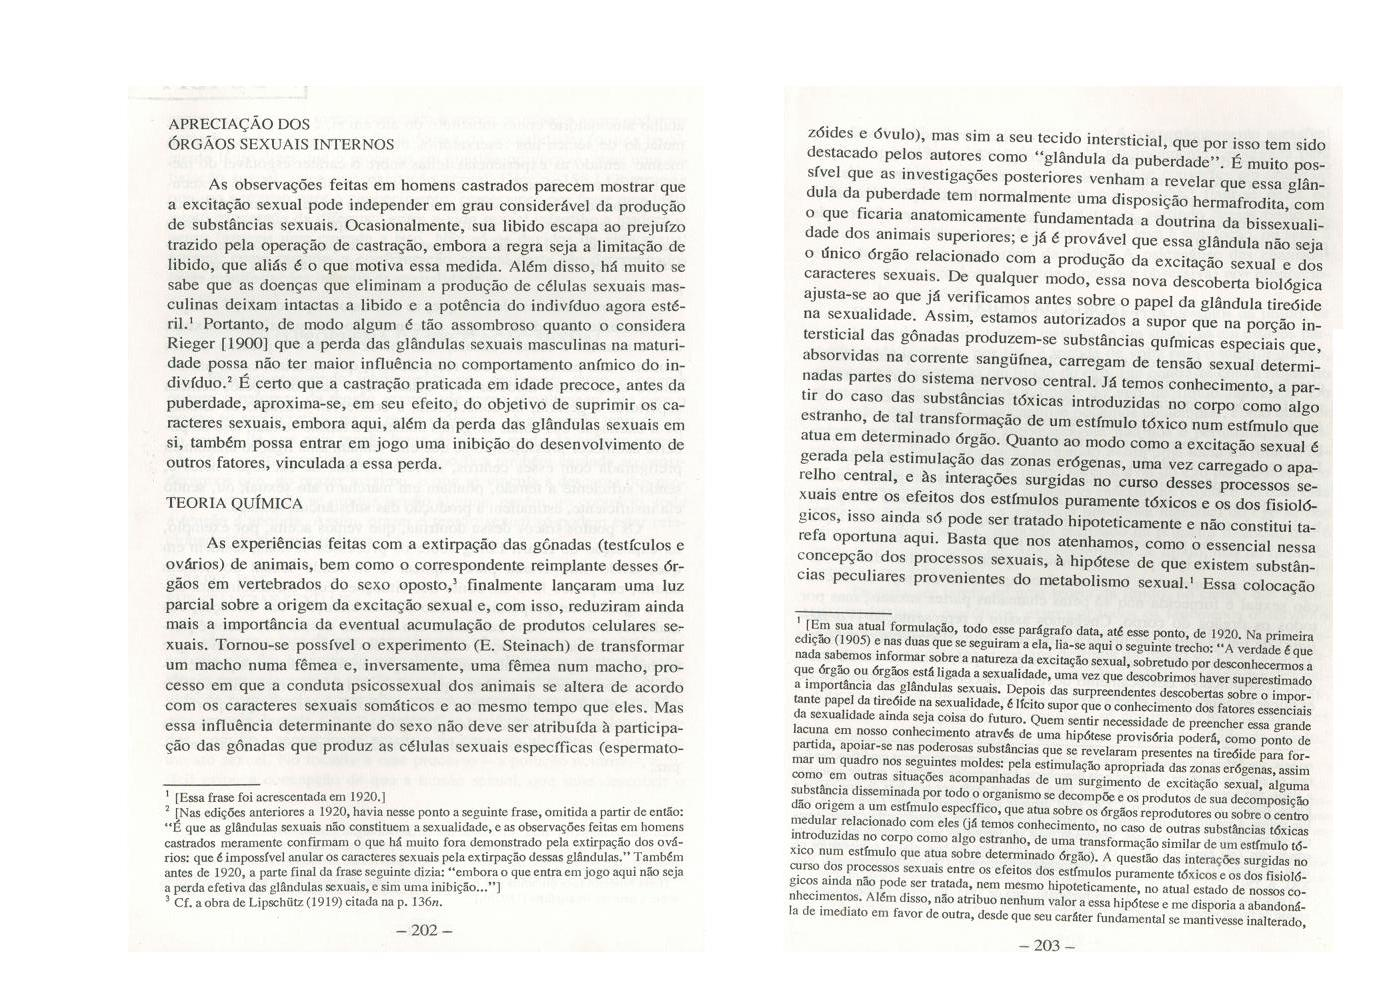 APRECIAÇÃO DOS
ÓRGÃOS SEXUAIS INTERNOS
As observações feitas em homens castrados parecem mostrar que
a excitação sexual pode independer em grau considerável da produção
de substâncias sexuais. Ocasionalmente, sua libido escapa ao prejuízo
trazido pela operação de castração, embora a regra seja a limitação de
libido, que aliás é o que motiva essa medida. Além disso, há muito se
sabe que as doenças que eliminam a produção de células sexuais mas-
culinas deixam intactas a libido e a potência do indivíduo agora esté-
ril.¹ Portanto, de modo algum é tão assombroso quanto o considera
Rieger [1900] que a perda das glândulas sexuais masculinas na maturi-
dade possa não ter maior influência no comportamento anímico do in-
divíduo.² É certo que a castração praticada em idade precoce, antes da
puberdade, aproxima-se, em seu efeito, do objetivo de suprimir os ca-
racteres sexuais, embora aqui, além da perda das glândulas sexuais em
si, também possa entrar em jogo uma inibição do desenvolvimento de
outros fatores, vinculada a essa perda.
TEORIA QUÍMICA
As experiências feitas com a extirpação das gônadas (testículos e
ovários) de animais, bem como o correspondente reimplante desses ór-
gãos em vertebrados do sexo oposto,³ finalmente lançaram uma luz
parcial sobre a origem da excitação sexual e, com isso, reduziram ainda
mais a importância da eventual acumulação de produtos celulares se-
xuais. Tornou-se possível o experimento (E. Steinach) de transformar
um macho numa fêmea e, inversamente, uma fêmea num macho, pro-
cesso em que a conduta psicossexual dos animais se altera de acordo
com os caracteres sexuais somáticos e ao mesmo tempo que eles. Mas
essa influência determinante do sexo não deve ser atribuída à participa-
ção das gônadas que produz as células sexuais específicas (espermato-
¹ [Essa frase foi acrescentada em 1920.]
² [Nas edições anteriores a 1920, havia nesse ponto a seguinte frase, omitida a partir de então:
“É que as glândulas sexuais não constituem a sexualidade, e as observações feitas em homens
castrados meramente confirmam o que há muito fora demonstrado pela extirpação dos ová-
rios: que é impossível anular os caracteres sexuais pela extirpação dessas glândulas.” Também
antes de 1920, a parte final da frase seguinte dizia: “embora o que entra em jogo aqui não seja
a perda efetiva das glândulas sexuais, e sim uma inibição...”]
³ Cf. a obra de Lipschütz (1919) citada na p. 136n.
– 202 –
zóides e óvulo), mas sim a seu tecido intersticial, que por isso tem sido
destacado pelos autores como “glândula da puberdade”. É muito pos-
sível que as investigações posteriores venham a revelar que essa glân-
dula da puberdade tem normalmente uma disposição hermafrodita, com
o que ficaria anatomicamente fundamentada a doutrina da bissexuali-
dade dos animais superiores; e já é provável que essa glândula não seja
o único órgão relacionado com a produção da excitação sexual e dos
caracteres sexuais. De qualquer modo, essa nova descoberta biológica
ajusta-se ao que já verificamos antes sobre o papel da glândula tireóide
na sexualidade. Assim, estamos autorizados a supor que na porção in-
tersticial das gônadas produzem-se substâncias químicas especiais que,
absorvidas na corrente sangüínea, carregam de tensão sexual determi-
nadas partes do sistema nervoso central. Já temos conhecimento, a par-
tir do caso das substâncias tóxicas introduzidas no corpo como algo
estranho, de tal transformação de um estímulo tóxico num estímulo que
atua em determinado órgão. Quanto ao modo como a excitação sexual é
gerada pela estimulação das zonas erógenas, uma vez carregado o apa-
relho central, e às interações surgidas no curso desses processos se-
xuais entre os efeitos dos estímulos puramente tóxicos e os dos fisioló-
gicos, isso ainda só pode ser tratado hipoteticamente e não constitui ta-
refa oportuna aqui. Basta que nos atenhamos, como o essencial nessa
concepção dos processos sexuais, à hipótese de que existem substân-
cias peculiares provenientes do metabolismo sexual.¹ Essa colocação
¹ [Em sua atual formulação, todo esse parágrafo data, até esse ponto, de 1920. Na primeira
edição (1905) e nas duas que se seguiram a ela, lia-se aqui o seguinte trecho: “A verdade é que
nada sabemos informar sobre a natureza da excitação sexual, sobretudo por desconhecermos a
que órgão ou órgãos está ligada a sexualidade, uma vez que descobrimos haver superestimado
a importância das glândulas sexuais. Depois das surpreendentes descobertas sobre o impor-
tante papel da tireóide na sexualidade, é lícito supor que o conhecimento dos fatores essenciais
da sexualidade ainda seja coisa do futuro. Quem sentir necessidade de preencher essa grande
lacuna em nosso conhecimento através de uma hipótese provisória poderá, como ponto de
partida, apoiar-se nas poderosas substâncias que se revelaram presentes na tireóide para for-
mar um quadro nos seguintes moldes: pela estimulação apropriada das zonas erógenas, assim
como em outras situações acompanhadas de um surgimento de excitação sexual, alguma
substância disseminada por todo o organismo se decompõe e os produtos de sua decomposição
dão origem a um estímulo específico, que atua sobre os órgãos reprodutores ou sobre o centro
medular relacionado com eles (já temos conhecimento, no caso de outras substâncias tóxicas
introduzidas no corpo como algo estranho, de uma transformação similar de um estímulo tó-
xico num estímulo que atua sobre determinado órgão). A questão das interações surgidas no
curso dos processos sexuais entre os efeitos dos estímulos puramente tóxicos e os dos fisioló-
gicos ainda não pode ser tratada, nem mesmo hipoteticamente, no atual estado de nossos co-
nhecimentos. Além disso, não atribuo nenhum valor a essa hipótese e me disporia a abandoná-
la de imediato em favor de outra, desde que seu caráter fundamental se mantivesse inalterado,
– 203 –